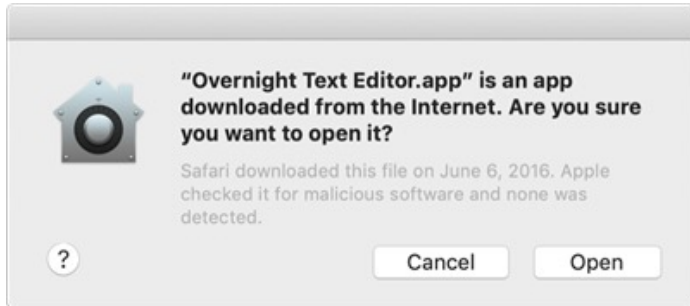 “Overnight Text Editor.app” is an app
downloaded from the Internet. Are you sure
you want to open it?
Safari downloaded this file on June 6, 2016. Apple
checked it for malicious software and none was
detected.
?
Cancel
Open